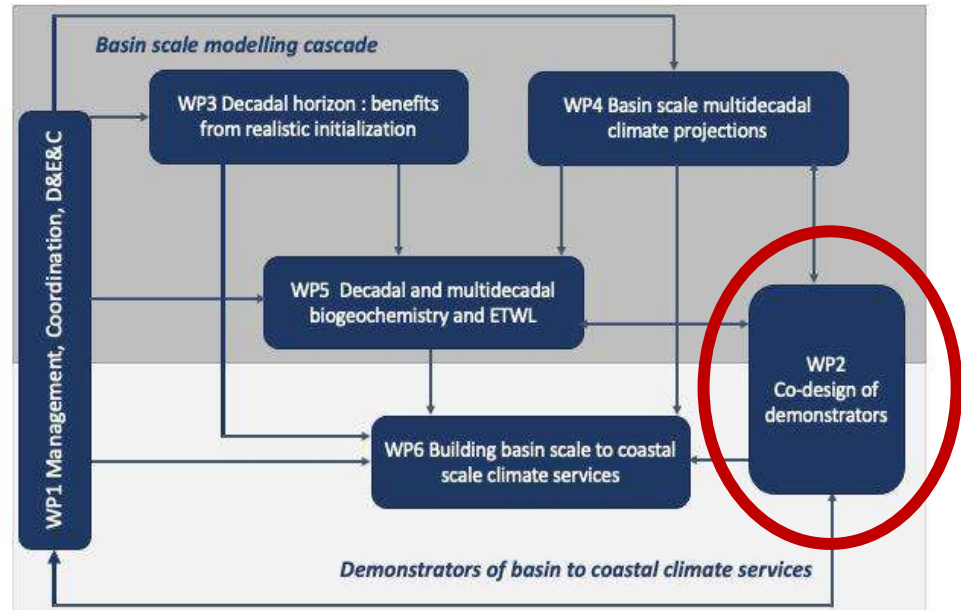 Basin scale modelling cascade
WP3 Decadal horizon : benefits
from realistic initialization
WP4 Basin scale multidecadal
climate projections
WP1 Management, Coordination, D&E&C
WP5 Decadal and multidecadal
biogeochemistry and ETWL
WP2
Co-design of
demonstrators
WP6 Building basin scale to coastal
scale climate services
Demonstrators of basin to coastal climate services